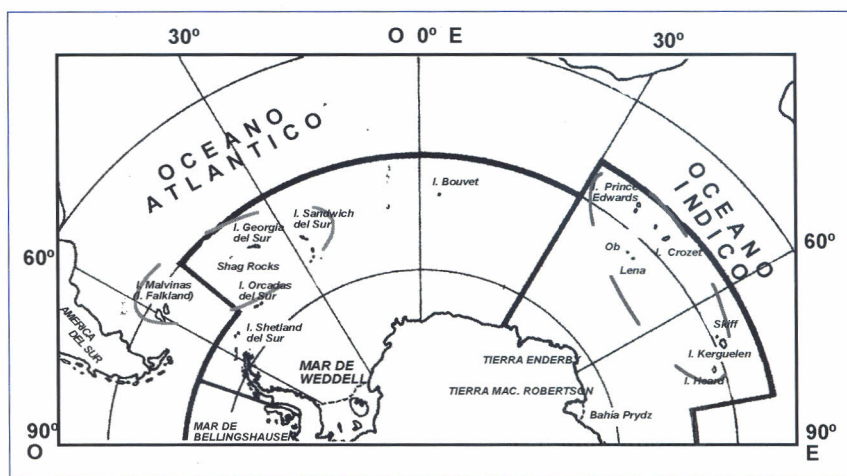 30º
O 0º E
30º
OCEANO
ATLANTICO
OCEANO
INDICO
I. Bouvet
I. Prince
Edwards
I. Georgia
del Sur
I. Sandwich
del Sur
Ob
I. Crozet
60º
60º
Shag Rocks
Lena
I. Malvinas
(I. Falkland)
I. Orcadas
del Sur
AMERICA
DEL SUR
I. Shetland
del Sur
Skiff
I. Kerguelen
MAR DE
WEDDELL
TIERRA ENDERBY
I. Heard
TIERRA MAC. ROBERTSON
MAR DE
BELLINGSHAUSEN
Bahía Prydz
90º
O
90º
E